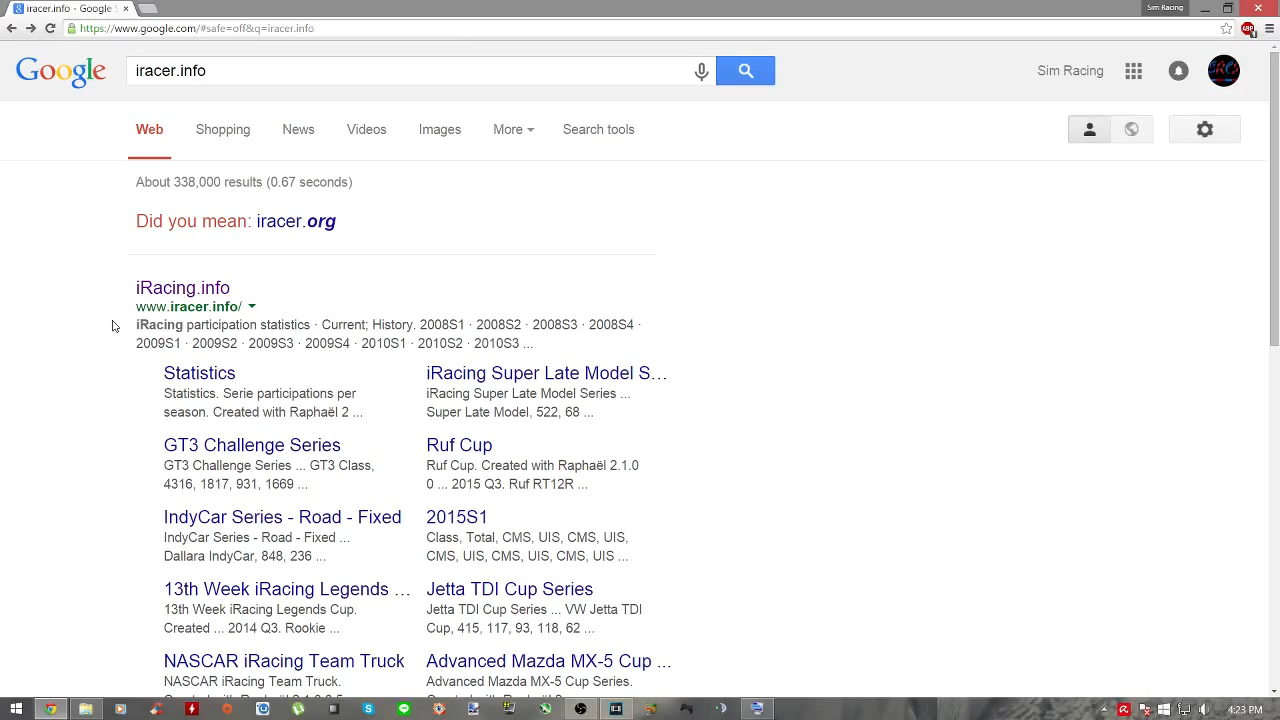 iracer.info - Google S
Sim Racing
https://www.google.com/#safe=off&q=iracer.info
Google
iracer.info
Sim Racing
Web
Shopping
News
Videos
Images
More
Search tools
About 338,000 results (0.67 seconds)
Did you mean: iracer.org
iRacing.info
www.iracer.info/
iRacing participation statistics · Current; History. 2008S1 · 2008S2 · 2008S3 · 2008S4 ·
2009S1 · 2009S2 · 2009S3 · 2009S4 · 2010S1 · 2010S2 · 2010S3 ...
Statistics
Statistics. Serie participations per
season. Created with Raphaël 2 ...
iRacing Super Late Model S...
iRacing Super Late Model Series ...
Super Late Model, 522, 68 ...
GT3 Challenge Series
GT3 Challenge Series ... GT3 Class,
4316, 1817, 931, 1669 ...
Ruf Cup
Ruf Cup. Created with Raphaël 2.1.0
0 ... 2015 Q3. Ruf RT12R ...
IndyCar Series - Road - Fixed
IndyCar Series - Road - Fixed ...
Dallara IndyCar, 848, 236 ...
2015S1
Class, Total, CMS, UIS, CMS, UIS,
CMS, UIS, CMS, UIS, CMS, UIS ...
13th Week iRacing Legends ...
13th Week iRacing Legends Cup.
Created ... 2014 Q3. Rookie ...
Jetta TDI Cup Series
Jetta TDI Cup Series ... VW Jetta TDI
Cup, 415, 117, 93, 118, 62 ...
NASCAR iRacing Team Truck
NASCAR iRacing Team Truck.
Advanced Mazda MX-5 Cup ...
Advanced Mazda MX-5 Cup Series.
4:23 PM